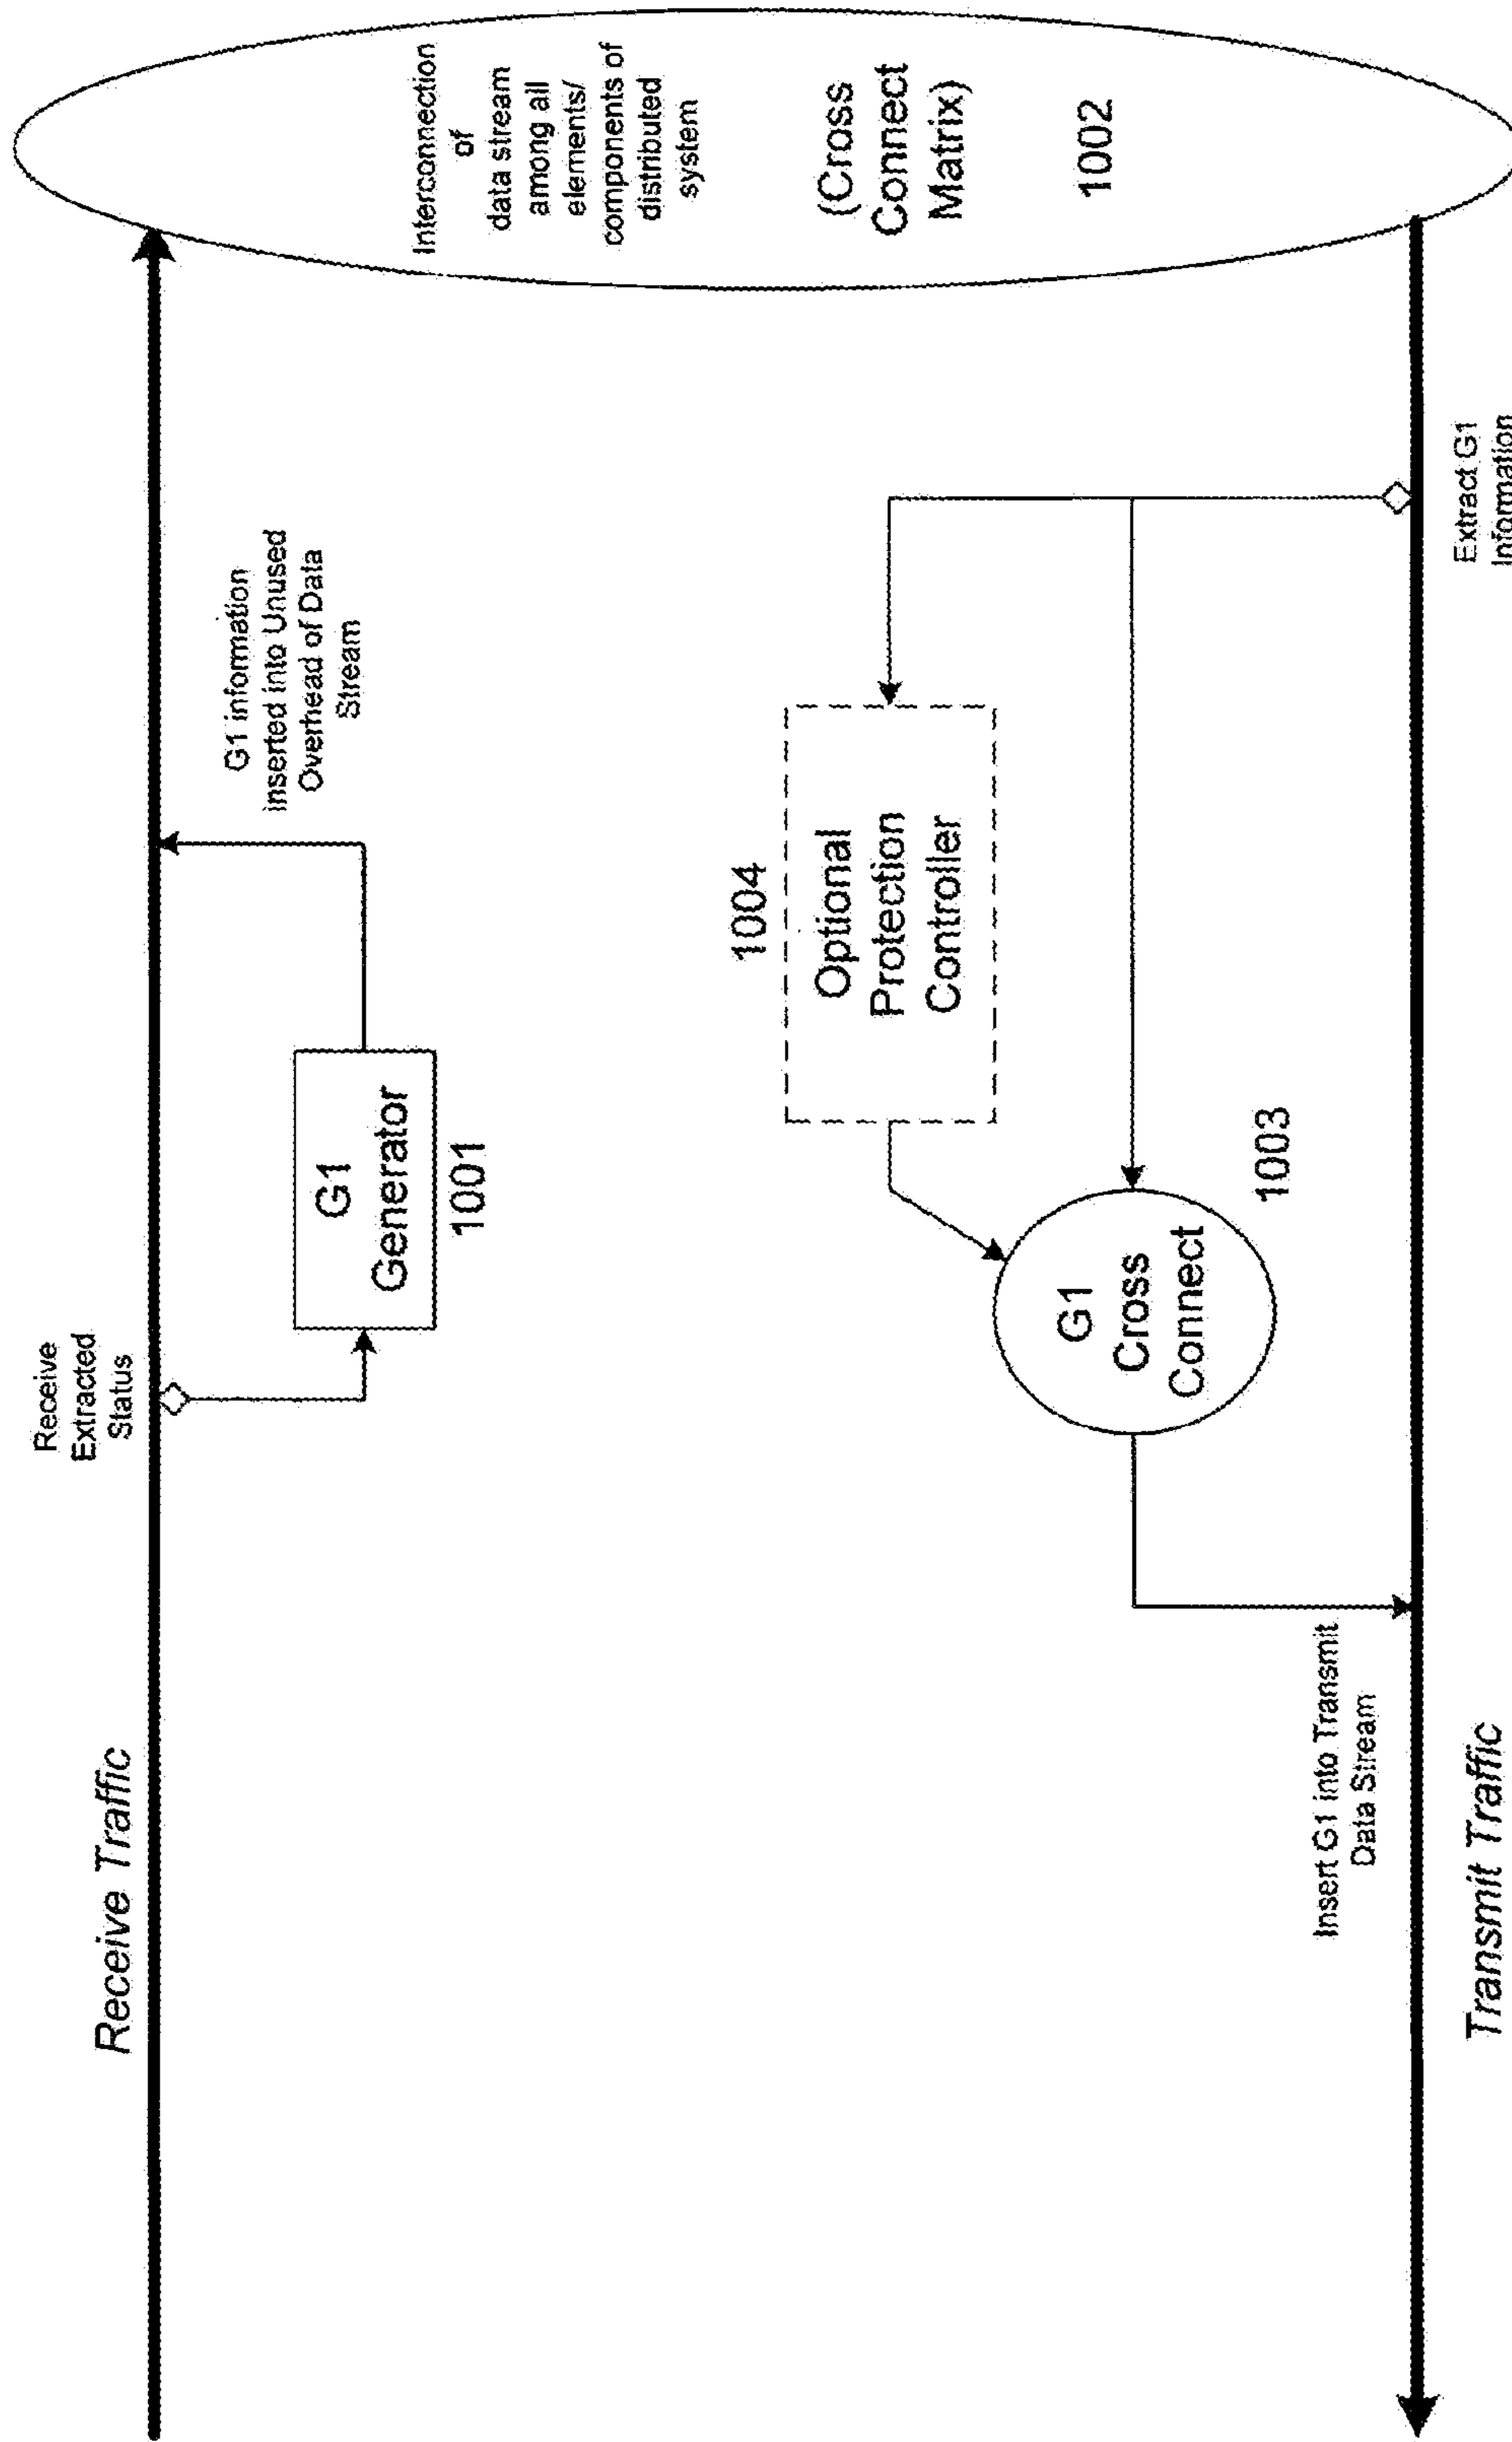 Receive Traffic
Receive
Extracted
Status
G1
Generator
1001
G1 information
inserted into Unused
Overhead of Data
Stream
Interconnection
of
data stream
among all
elements/
components of
distributed
system
(Cross
Connect
Matrix)
1002
1004
Optional
Protection
Controller
G1
Cross
Connect
1003
Insert G1 into Transmit
Data Stream
Extract G1
Information
Transmit Traffic